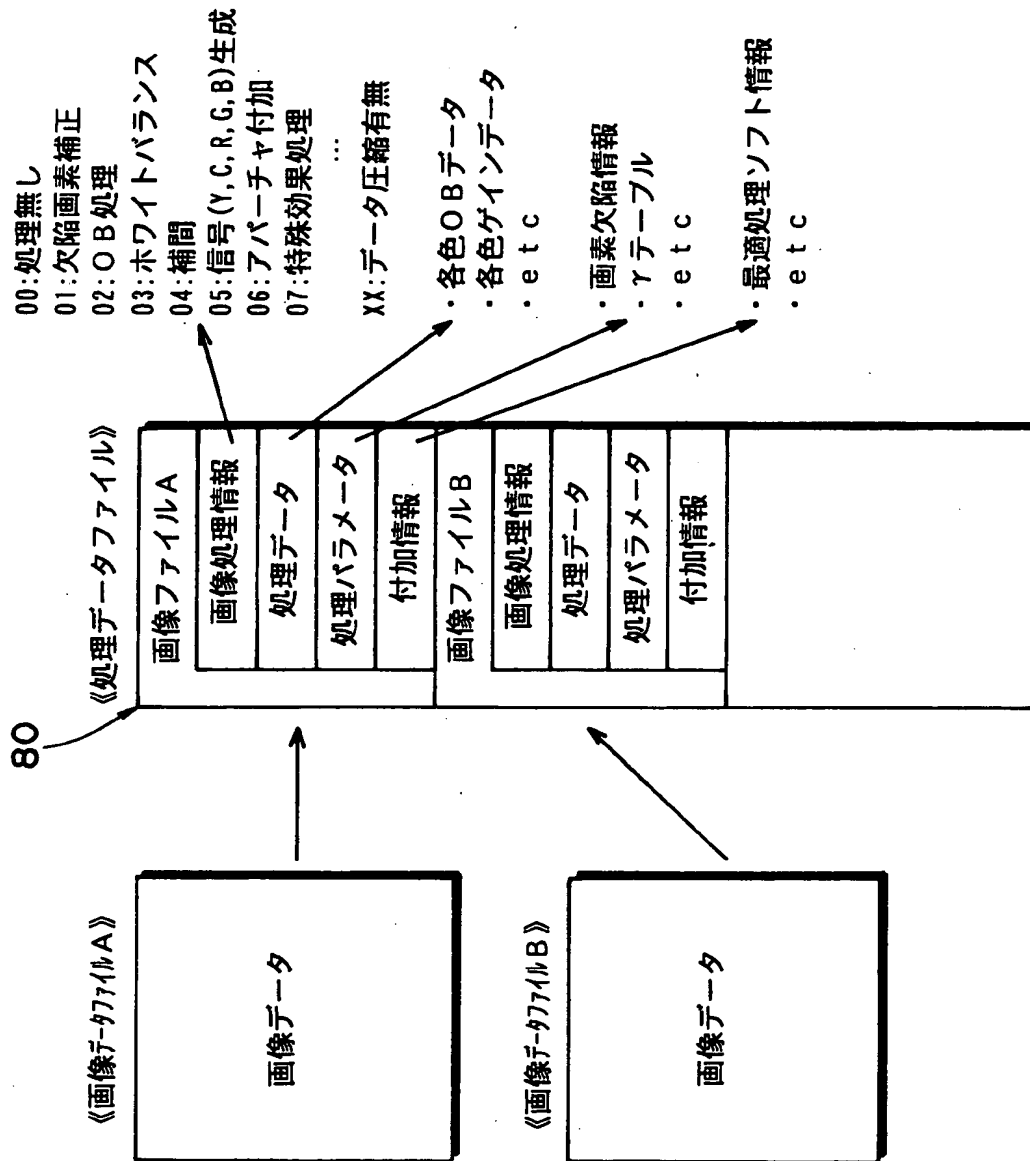 《画像データファイルA》
画像データ
《画像データファイルB》
画像データ
80
《処理データファイル》
画像ファイルA
画像処理情報
処理データ
処理パラメータ
付加情報
画像ファイルB
画像処理情報
処理データ
処理パラメータ
付加情報
00:処理無し
01:欠陥画素補正
02:OB処理
03:ホワイトバランス
04:補間
05:信号(Y,C,R,G,B)生成
06:アパーチャ付加
07:特殊効果処理
…
XX:データ圧縮有無
・各色OBデータ
・各色ゲインデータ
・etc
・画素欠陥情報
・γテーブル
・etc
・最適処理ソフト情報
・etc